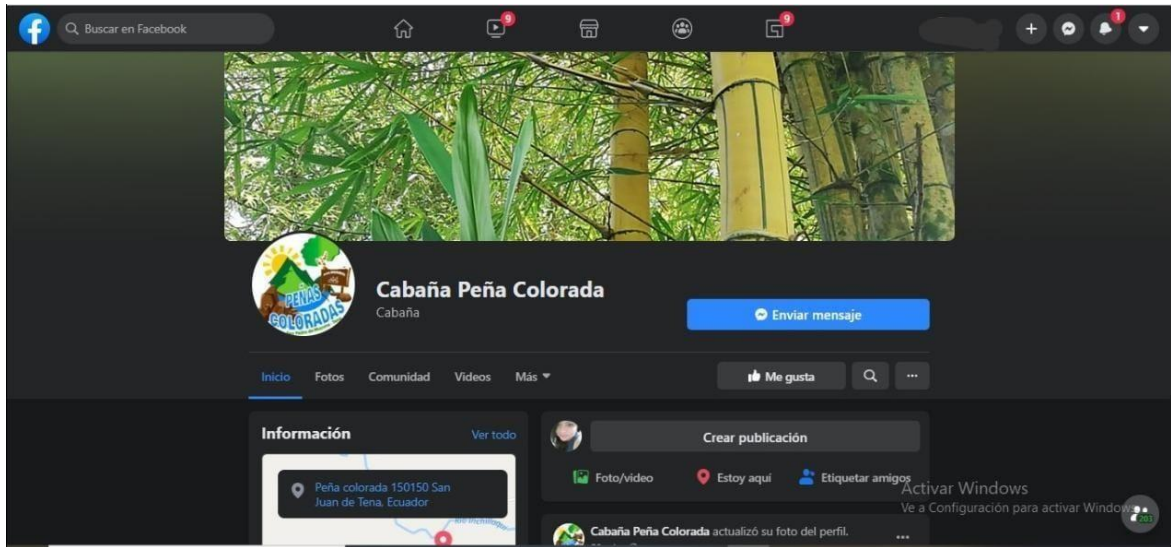 Buscar en Facebook
9
9
1
PEÑAS
COLORADAS
Cabaña Peña Colorada
Cabaña
Enviar mensaje
Inicio
Fotos
Comunidad
Videos
Más
Me gusta
Información
Ver todo
Crear publicación
Peña colorada 150150 San
Juan de Tena, Ecuador
Foto/video
Estoy aquí
Etiquetar amigos
Activar Windows
Ve a Configuración para activar Windows.
201
Cabaña Peña Colorada actualizó su foto del perfil.